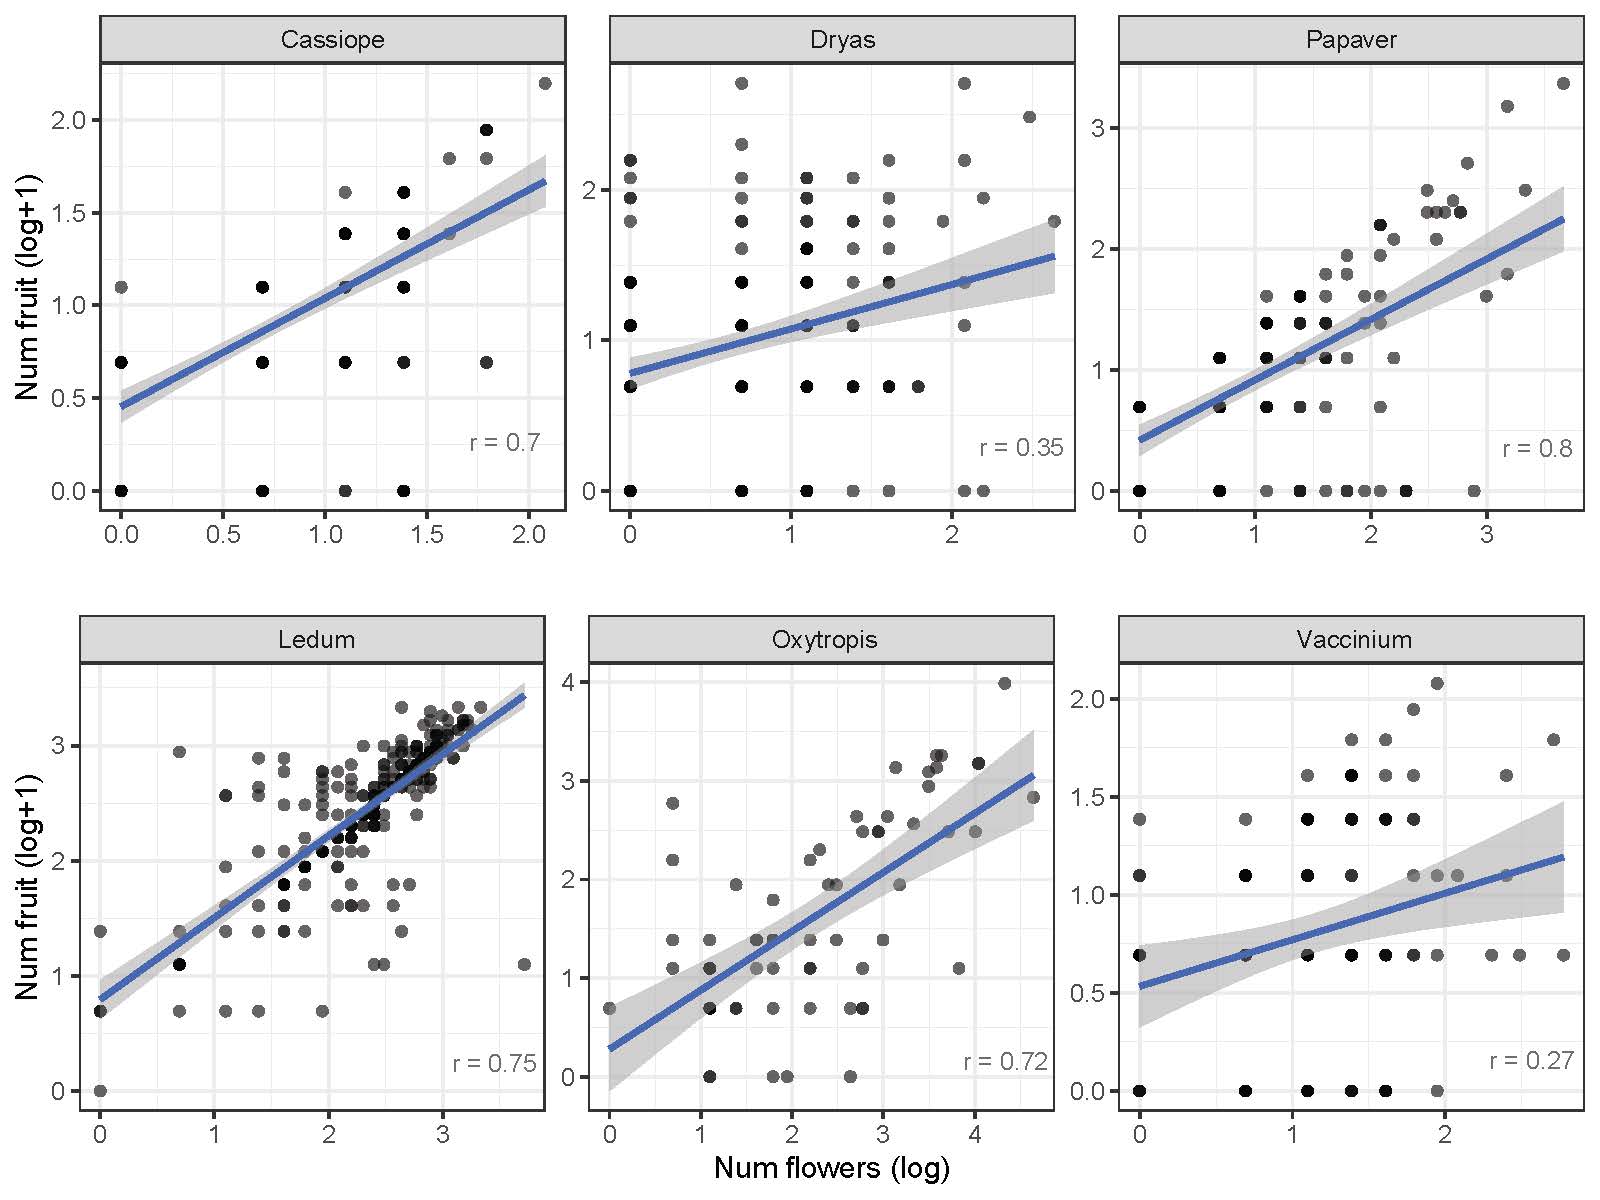 Cassiope
Dryas
Papaver
Num fruit (log+1)
2.0
1.5
1.0
0.5
0.0
r = 0.7
0.0 0.5 1.0 1.5 2.0
2
1
0
r = 0.35
0 1 2
3
2
1
0
r = 0.8
0 1 2 3
Ledum
Oxytropis
Vaccinium
Num fruit (log+1)
3
2
1
0
r = 0.75
0 1 2 3
4
3
2
1
0
r = 0.72
0 1 2 3 4
2.0
1.5
1.0
0.5
0.0
r = 0.27
0 1 2
Num flowers (log)